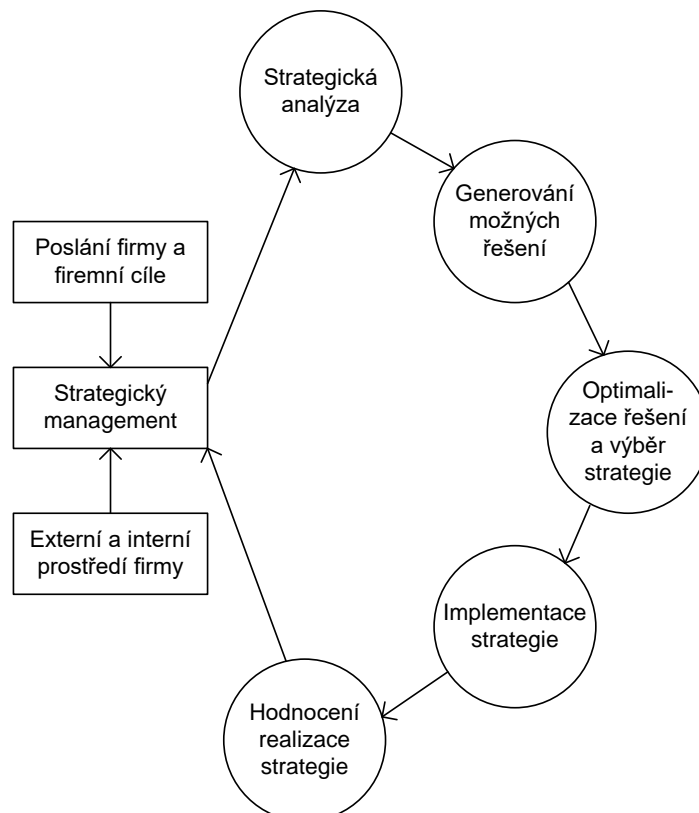 Strategická
analýza
Generování
možných
řešení
Poslání firmy a
firemní cíle
Strategický
management
Optimali-
zace řešení
a výběr
strategie
Externí a interní
prostředí firmy
Implementace
strategie
Hodnocení
realizace
strategie